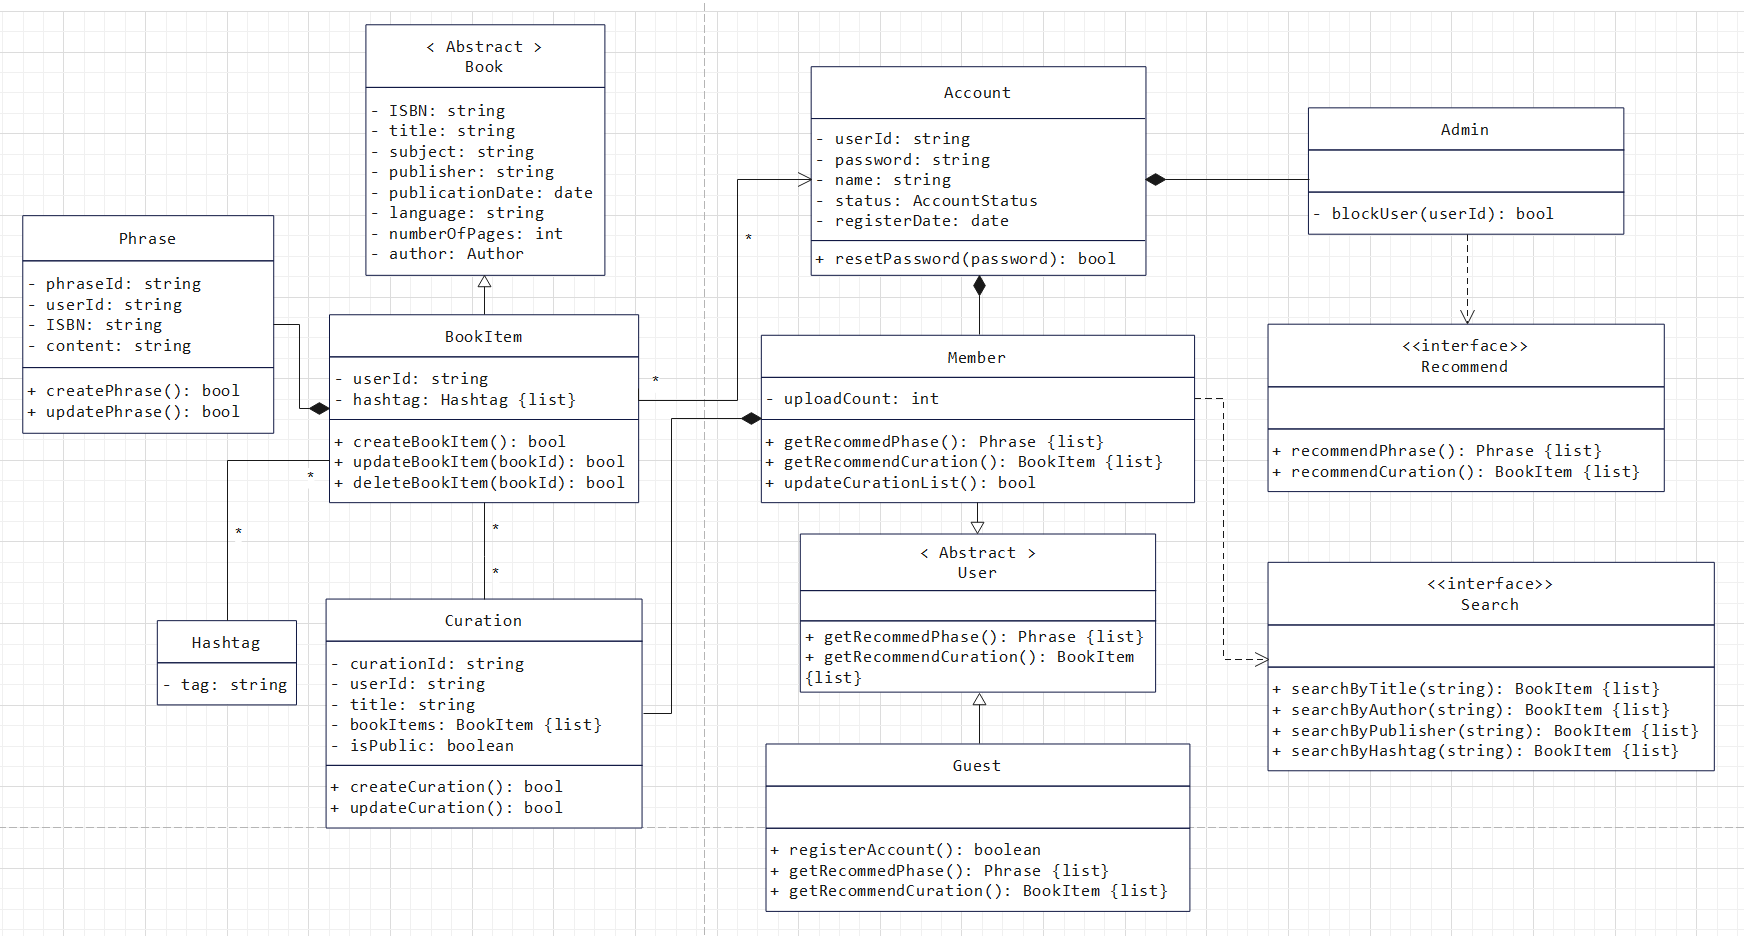 < Abstract >
Book
- ISBN: string
- title: string
- subject: string
- publisher: string
- publicationDate: date
- language: string
- numberOfPages: int
- author: Author
Account
- userId: string
- password: string
- name: string
- status: AccountStatus
- registerDate: date
+ resetPassword(password): bool
Admin
- blockUser(userId): bool
Phrase
- phraseId: string
- userId: string
- ISBN: string
- content: string
+ createPhrase(): bool
+ updatePhrase(): bool
BookItem
- userId: string
- hashtag: Hashtag {list}
+ createBookItem(): bool
+ updateBookItem(bookId): bool
+ deleteBookItem(bookId): bool
*
*
Member
- uploadCount: int
+ getRecommedPhase(): Phrase {list}
+ getRecommendCuration(): BookItem {list}
+ updateCurationList(): bool
<<interface>>
Recommend
+ recommendPhrase(): Phrase {list}
+ recommendCuration(): BookItem {list}
*
*
*
*
Hashtag
- tag: string
Curation
- curationId: string
- userId: string
- title: string
- bookItems: BookItem {list}
- isPublic: boolean
+ createCuration(): bool
+ updateCuration(): bool
< Abstract >
User
+ getRecommedPhase(): Phrase {list}
+ getRecommendCuration(): BookItem
{list}
<<interface>>
Search
+ searchByTitle(string): BookItem {list}
+ searchByAuthor(string): BookItem {list}
+ searchByPublisher(string): BookItem {list}
+ searchByHashtag(string): BookItem {list}
Guest
+ registerAccount(): boolean
+ getRecommedPhase(): Phrase {list}
+ getRecommendCuration(): BookItem {list}